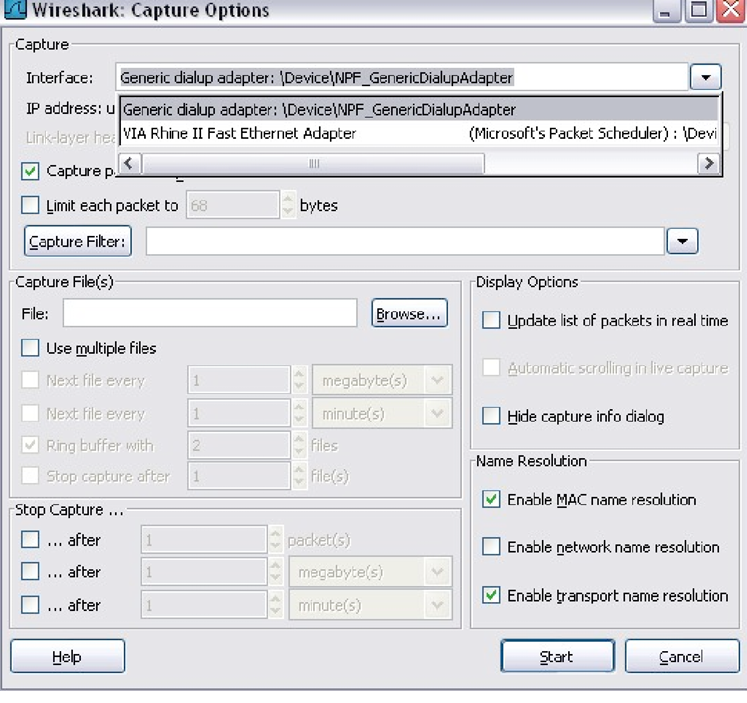 Wireshark: Capture Options
Capture
Interface: Generic dialup adapter: \Device\NPF_GenericDialupAdapter
IP address: u
Generic dialup adapter: \Device\NPF_GenericDialupAdapter
Link-layer hea
VIA Rhine II Fast Ethernet Adapter (Microsoft's Packet Scheduler) : \Devi
Capture p
Limit each packet to 68 bytes
Capture Filter:
Capture File(s)
File: Browse...
Use multiple files
Next file every 1 megabyte(s)
Next file every 1 minute(s)
Ring buffer with 2 files
Stop capture after 1 file(s)
Stop Capture ...
... after 1 packet(s)
... after 1 megabyte(s)
... after 1 minute(s)
Display Options
Update list of packets in real time
Automatic scrolling in live capture
Hide capture info dialog
Name Resolution
Enable MAC name resolution
Enable network name resolution
Enable transport name resolution
Help
Start
Cancel